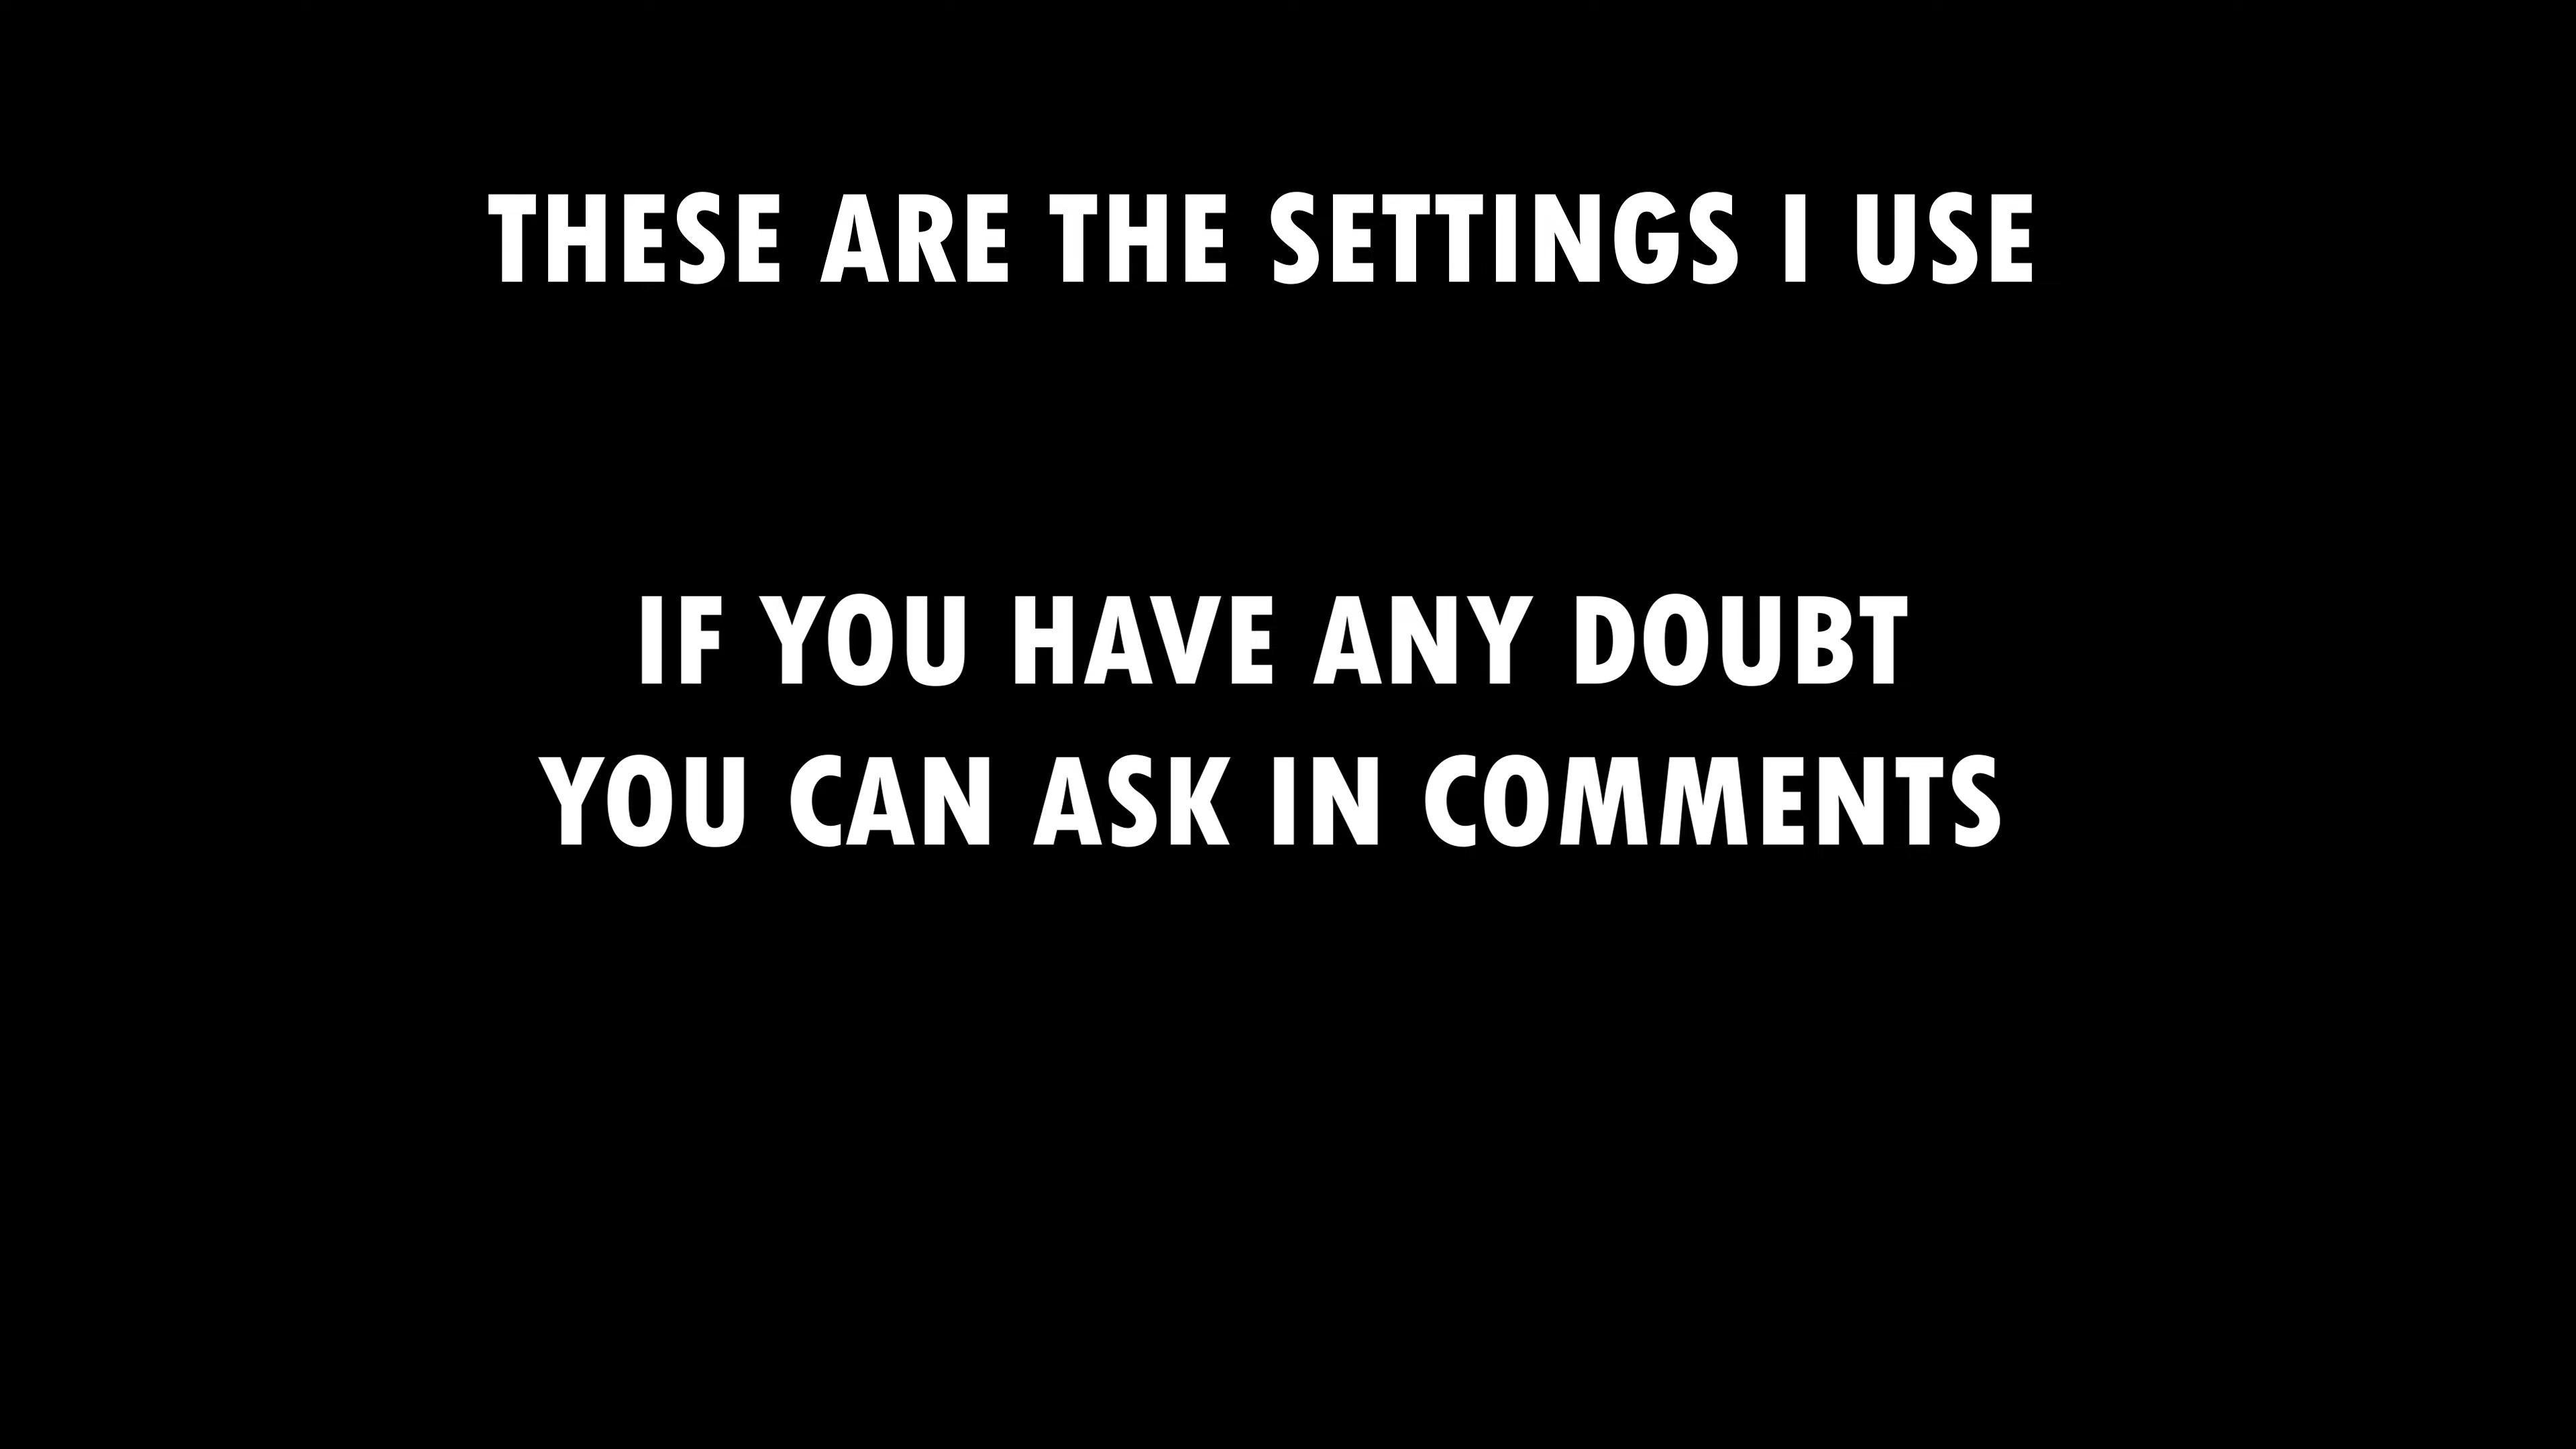 THESE ARE THE SETTINGS I USE
IF YOU HAVE ANY DOUBT
YOU CAN ASK IN COMMENTS